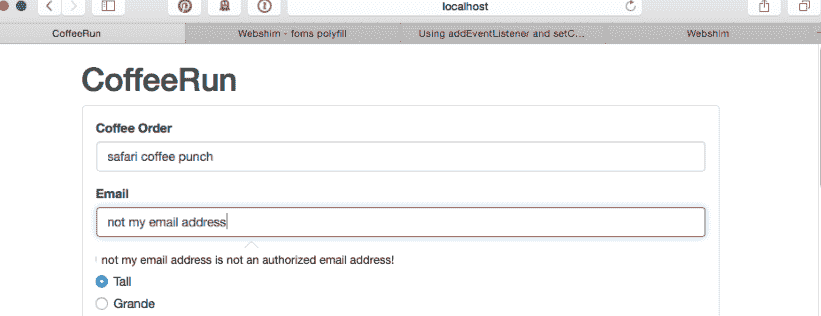 localhost
CoffeeRun
Webshim - foms polyfill
Using addEventListener and setC...
Webshim
CoffeeRun
Coffee Order
safari coffee punch
Email
not my email address
not my email address is not an authorized email address!
Tall
Grande